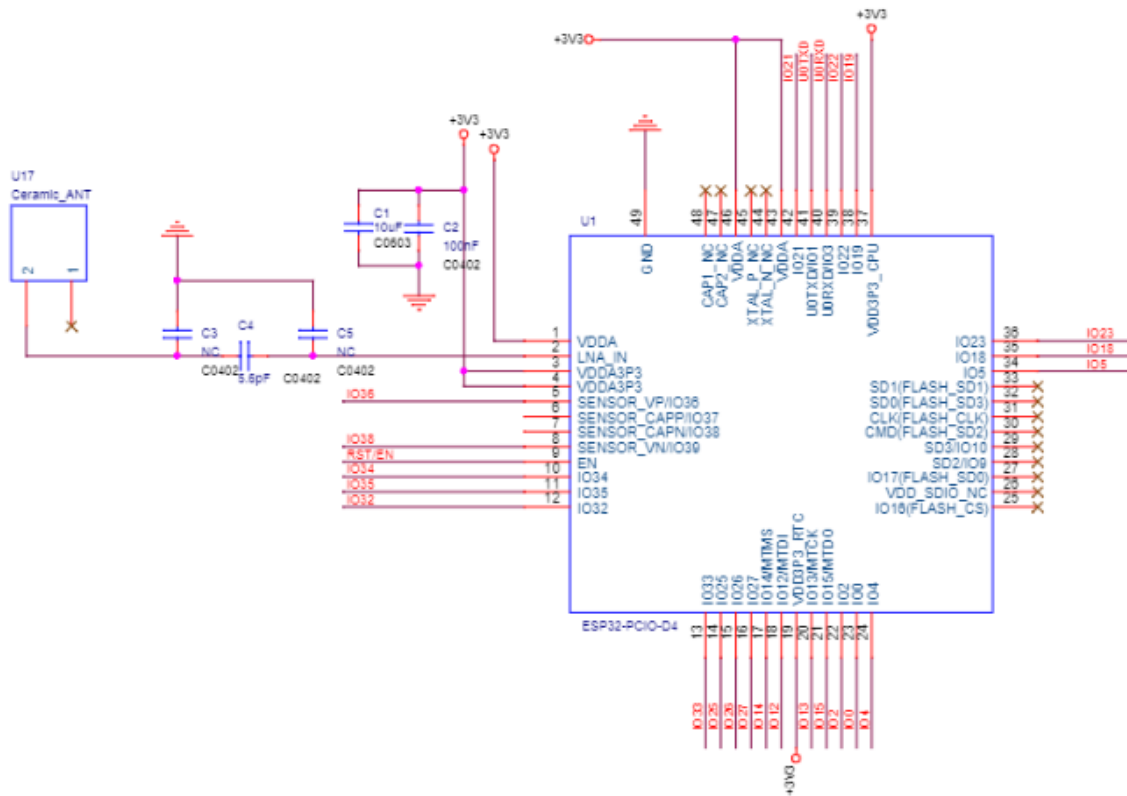 +3V3
+3V3
IO21
U0TXD
U0RXD
IO22
IO19
+3V3
+3V3
U17
Ceramic_ANT
2
1
C1
10uF
C0603
C2
100nF
C0402
C3
NC
C0402
C4
5.6pF
C5
NC
C0402
U1
49
48
47
46
45
44
43
42
41
40
39
38
37
GND
CAP1_NC
CAP2_NC
VDDA
XTAL_P_NC
XTAL_N_NC
VDDA
IO21
U0TXD/IO1
U0RXD/IO3
IO22
IO19
VDD3P3_CPU
1 VDDA
2 LNA_IN
3 VDDA3P3
4 VDDA3P3
IO36 5 SENSOR_VP/IO36
6 SENSOR_CAPP/IO37
7 SENSOR_CAPN/IO38
IO38 8 SENSOR_VN/IO39
RST/EN 9 EN
IO34 10 IO34
IO35 11 IO35
IO32 12 IO32
IO23 36 IO23
IO18 35 IO18
IO5 34 IO5
SD1(FLASH_SD1) 33
SD0(FLASH_SD3) 32
CLK(FLASH_CLK) 31
CMD(FLASH_SD2) 30
SD3/IO10 29
SD2/IO9 28
IO17(FLASH_SD0) 27
VDD_SDIO_NC 26
IO16(FLASH_CS) 25
IO33
IO25
IO26
IO27
IO14/MTMS
IO12/MTDI
VDD3P3_RTC
IO13/MTCK
IO15/MTDO
IO2
IO0
IO4
ESP32-PCIO-D4
13
14
15
16
17
18
19
20
21
22
23
24
IO33
IO25
IO26
IO27
IO14
IO12
IO13
IO15
IO2
IO0
IO4
+3V3